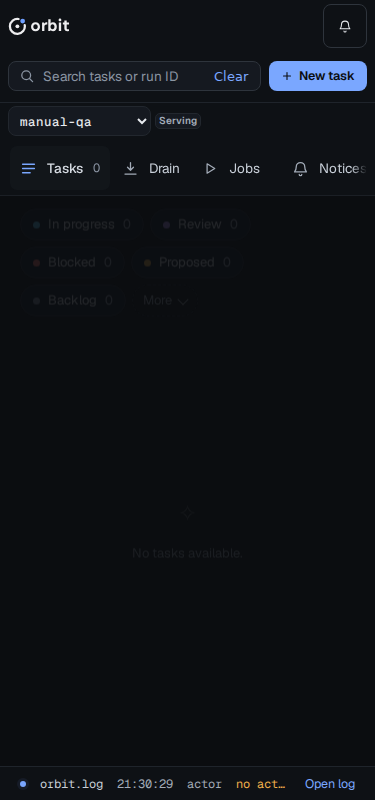 orbit
Search tasks or run ID Clear
+ New task
manual-qa Serving
Tasks 0 Drain Jobs Notices
In progress 0 Review 0
Blocked 0 Proposed 0
Backlog 0 More
No tasks available.
orbit.log 21:30:29 actor no act… Open log